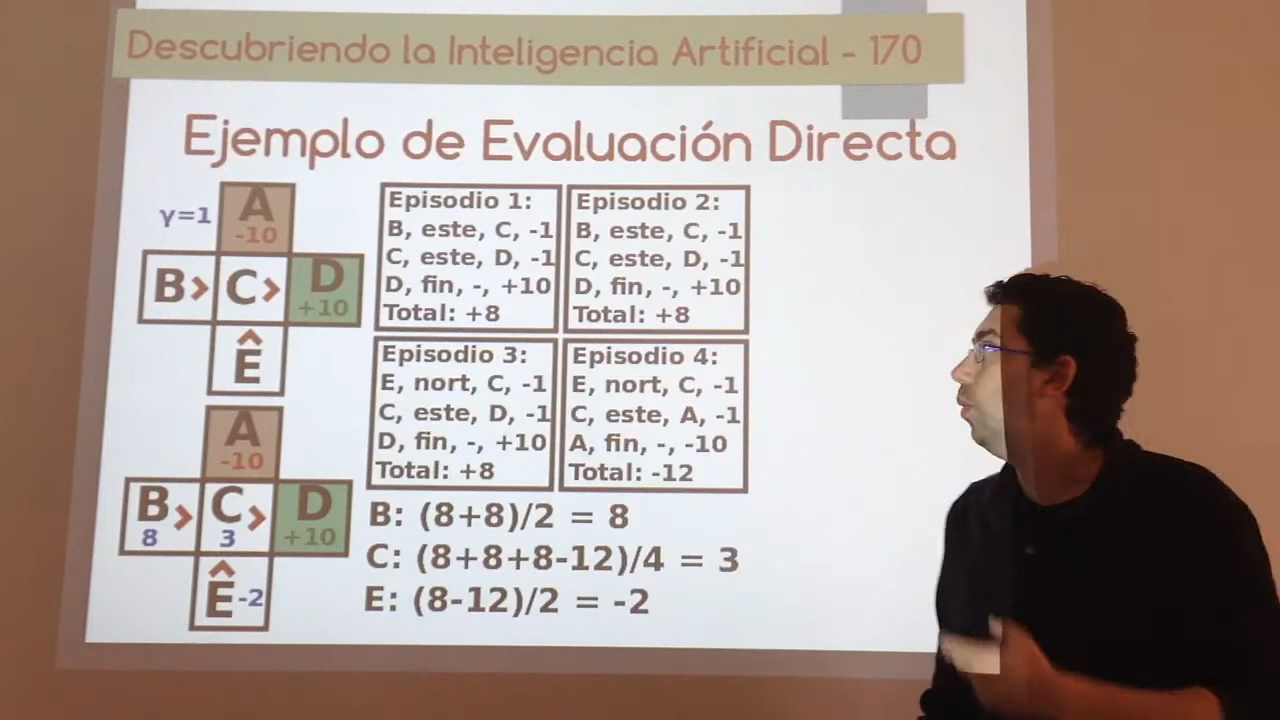 Descubriendo la Inteligencia Artificial - 170
Ejemplo de Evaluación Directa
γ=1
A
-10
B> C> D
+10
^
E
Episodio 1:
B, este, C, -1
C, este, D, -1
D, fin, -, +10
Total: +8
Episodio 2:
B, este, C, -1
C, este, D, -1
D, fin, -, +10
Total: +8
Episodio 3:
E, nort, C, -1
C, este, D, -1
D, fin, -, +10
Total: +8
Episodio 4:
E, nort, C, -1
C, este, A, -1
A, fin, -, -10
Total: -12
A
-10
B> C> D
8 3 +10
^
E -2
B: (8+8)/2 = 8
C: (8+8+8-12)/4 = 3
E: (8-12)/2 = -2